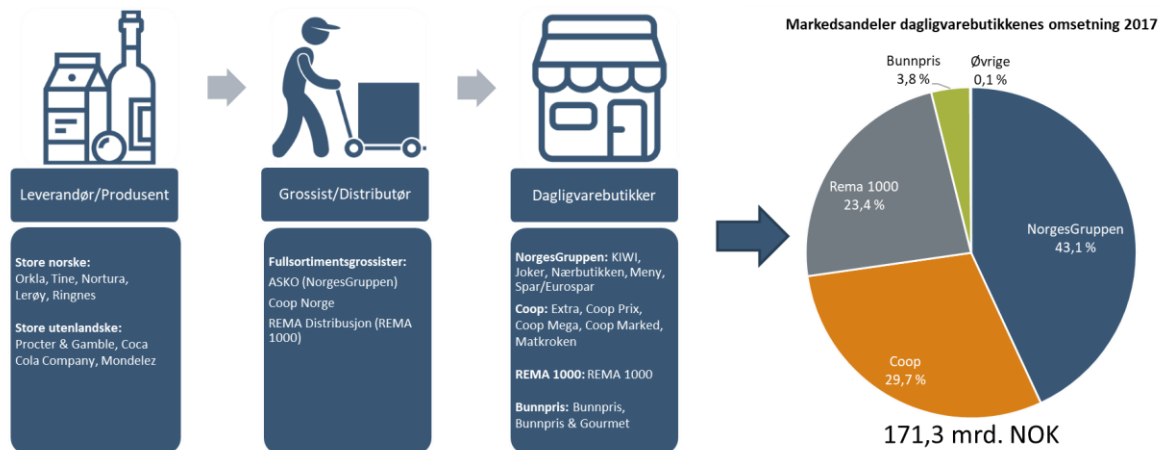 Leverandør/Produsent
Store norske:
Orkla, Tine, Nortura,
Lerøy, Ringnes
Store utenlandske:
Procter & Gamble, Coca
Cola Company, Mondelez
Grossist/Distributør
Fullsortimentsgrossister:
ASKO (NorgesGruppen)
Coop Norge
REMA Distribusjon (REMA
1000)
Dagligvarebutikker
NorgesGruppen: KIWI,
Joker, Nærbutikken, Meny,
Spar/Eurospar
Coop: Extra, Coop Prix,
Coop Mega, Coop Marked,
Matkroken
REMA 1000: REMA 1000
Bunnpris: Bunnpris,
Bunnpris & Gourmet
Markedsandeler dagligvarebutikkenes omsetning 2017
Bunnpris
3,8 %
Øvrige
0,1 %
Rema 1000
23,4 %
NorgesGruppen
43,1 %
Coop
29,7 %
171,3 mrd. NOK